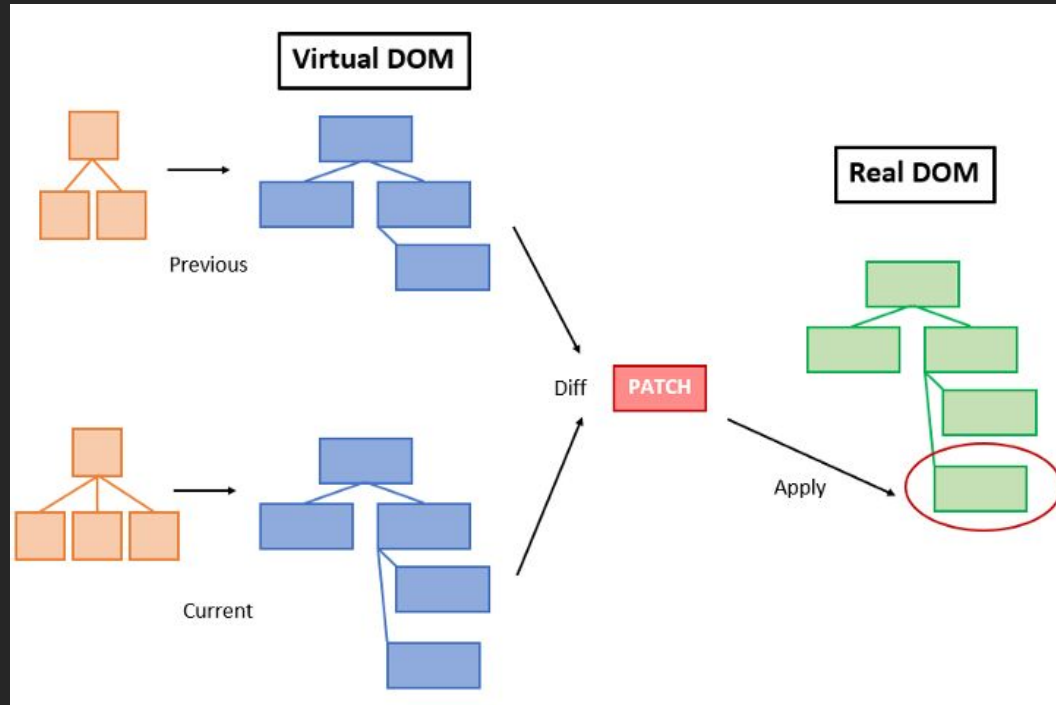 Virtual DOM
Real DOM
Previous
Diff
PATCH
Apply
Current